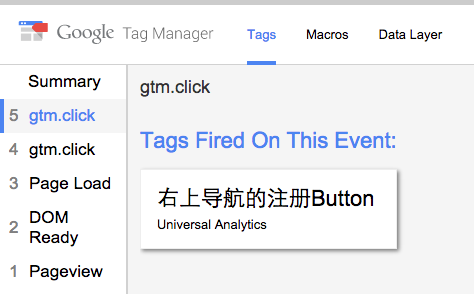 Google Tag Manager
Tags
Macros
Data Layer
Summary
5 gtm.click
4 gtm.click
3 Page Load
2 DOM
Ready
1 Pageview
gtm.click
Tags Fired On This Event:
右上导航的注册Button
Universal Analytics